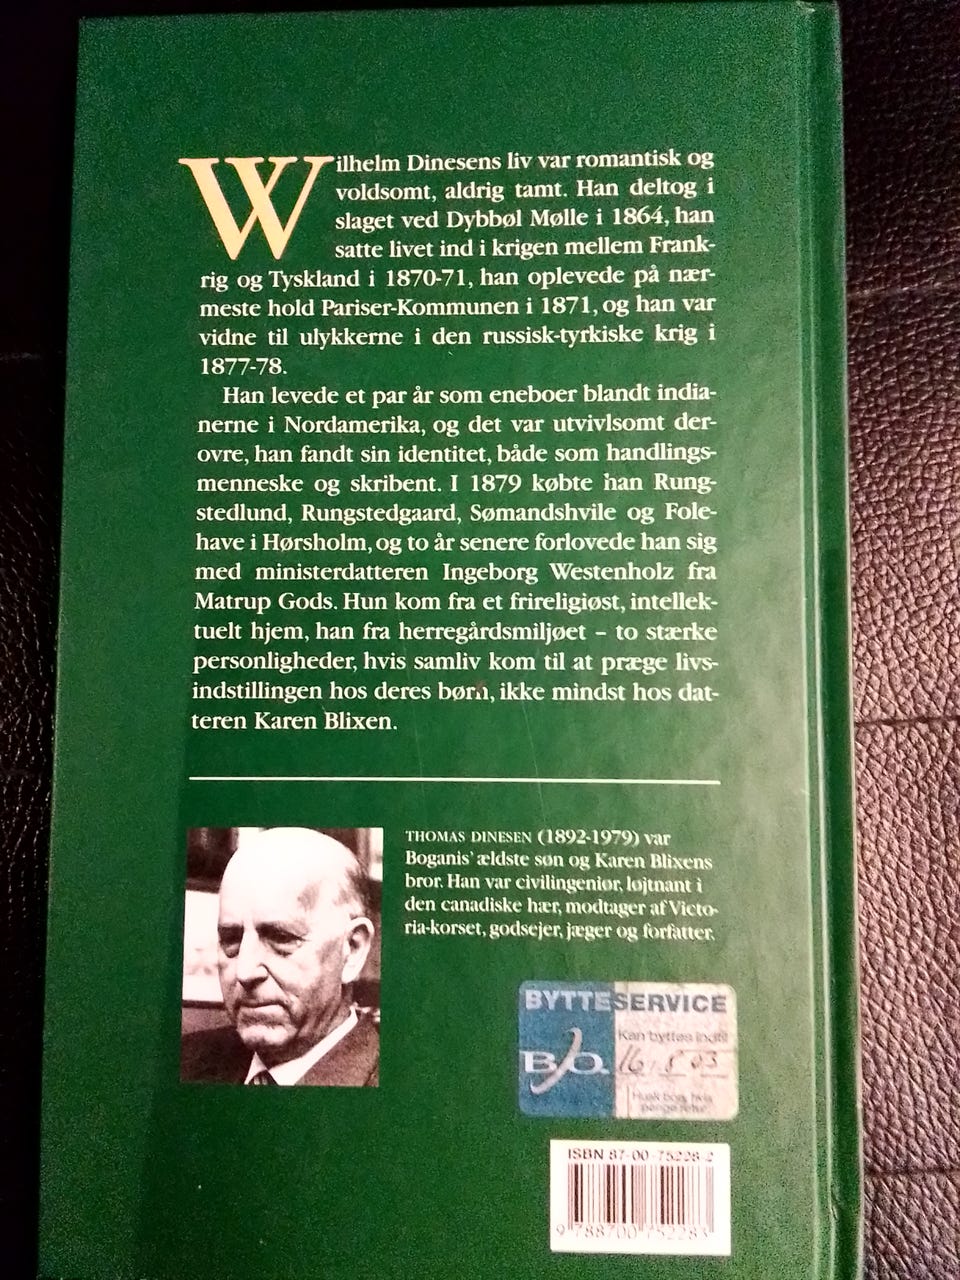 Wilhelm Dinesens liv var romantisk og
voldsomt, aldrig tamt. Han deltog i
slaget ved Dybbøl Mølle i 1864, han
satte livet ind i krigen mellem Frank-
rig og Tyskland i 1870-71, han oplevede på nær-
meste hold Pariser-Kommunen i 1871, og han var
vidne til ulykkerne i den russisk-tyrkiske krig i
1877-78.
Han levede et par år som eneboer blandt india-
nerne i Nordamerika, og det var utvivlsomt der-
ovre, han fandt sin identitet, både som handlings-
menneske og skribent. I 1879 købte han Rung-
stedlund, Rungstedgaard, Sømandshvile og Fole-
have i Hørsholm, og to år senere forlovede han sig
med ministerdatteren Ingeborg Westenholz fra
Matrup Gods. Hun kom fra et frireligiøst, intellek-
tuelt hjem, han fra herregårdsmiljøet – to stærke
personligheder, hvis samliv kom til at præge livs-
indstillingen hos deres børn, ikke mindst hos dat-
teren Karen Blixen.
THOMAS DINESEN (1892-1979) var
Boganis' ældste søn og Karen Blixens
bror. Han var civilingeniør, løjtnant i
den canadiske hær, modtager af Victo-
ria-korset, godsejer, jæger og forfatter.
BYTTESERVICE
Kan byttes indtil
B.O. 16.5 03
Husk bog, hvis
penge retur
ISBN 87-00-75228-2
9 788700 752283